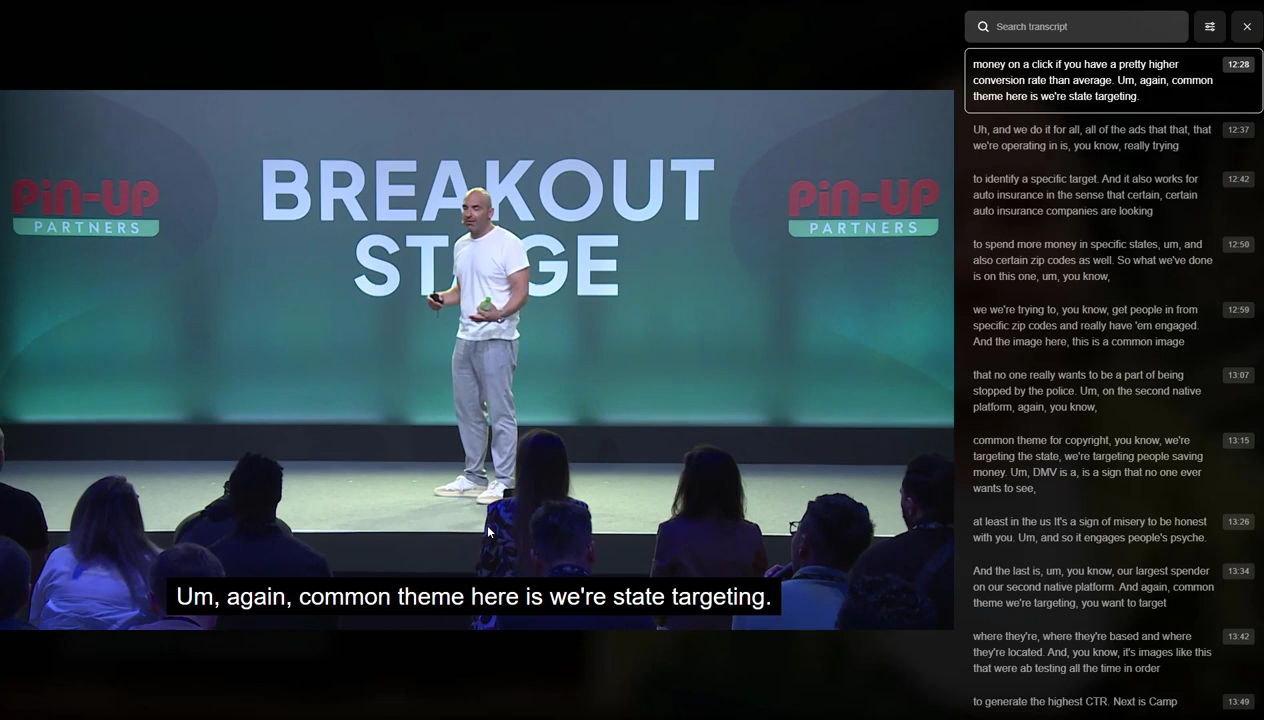 Search transcript
money on a click if you have a pretty higher
conversion rate than average. Um, again, common
theme here is we're state targeting.
12:28
Uh, and we do it for all, all of the ads that that, that
we're operating in is, you know, really trying
12:37
to identify a specific target. And it also works for
auto insurance in the sense that certain, certain
auto insurance companies are looking
12:42
to spend more money in specific states, um, and
also certain zip codes as well. So what we've done
is on this one, um, you know,
12:50
we we're trying to, you know, get people in from
specific zip codes and really have 'em engaged.
And the image here, this is a common image
12:59
that no one really wants to be a part of being
stopped by the police. Um, on the second native
platform, again, you know,
13:07
common theme for copyright, you know, we're
targeting the state, we're targeting people saving
money. Um, DMV is a, is a sign that no one ever
wants to see,
13:15
at least in the us It's a sign of misery to be honest
with you. Um, and so it engages people's psyche.
13:26
And the last is, um, you know, our largest spender
on our second native platform. And again, common
theme we're targeting, you want to target
13:34
where they're, where they're based and where
they're located. And, you know, it's images like this
that were ab testing all the time in order
13:42
to generate the highest CTR. Next is Camp
13:49
BREAKOUT
STAGE
PiN-UP
PARTNERS
PiN-UP
PARTNERS
Um, again, common theme here is we're state targeting.